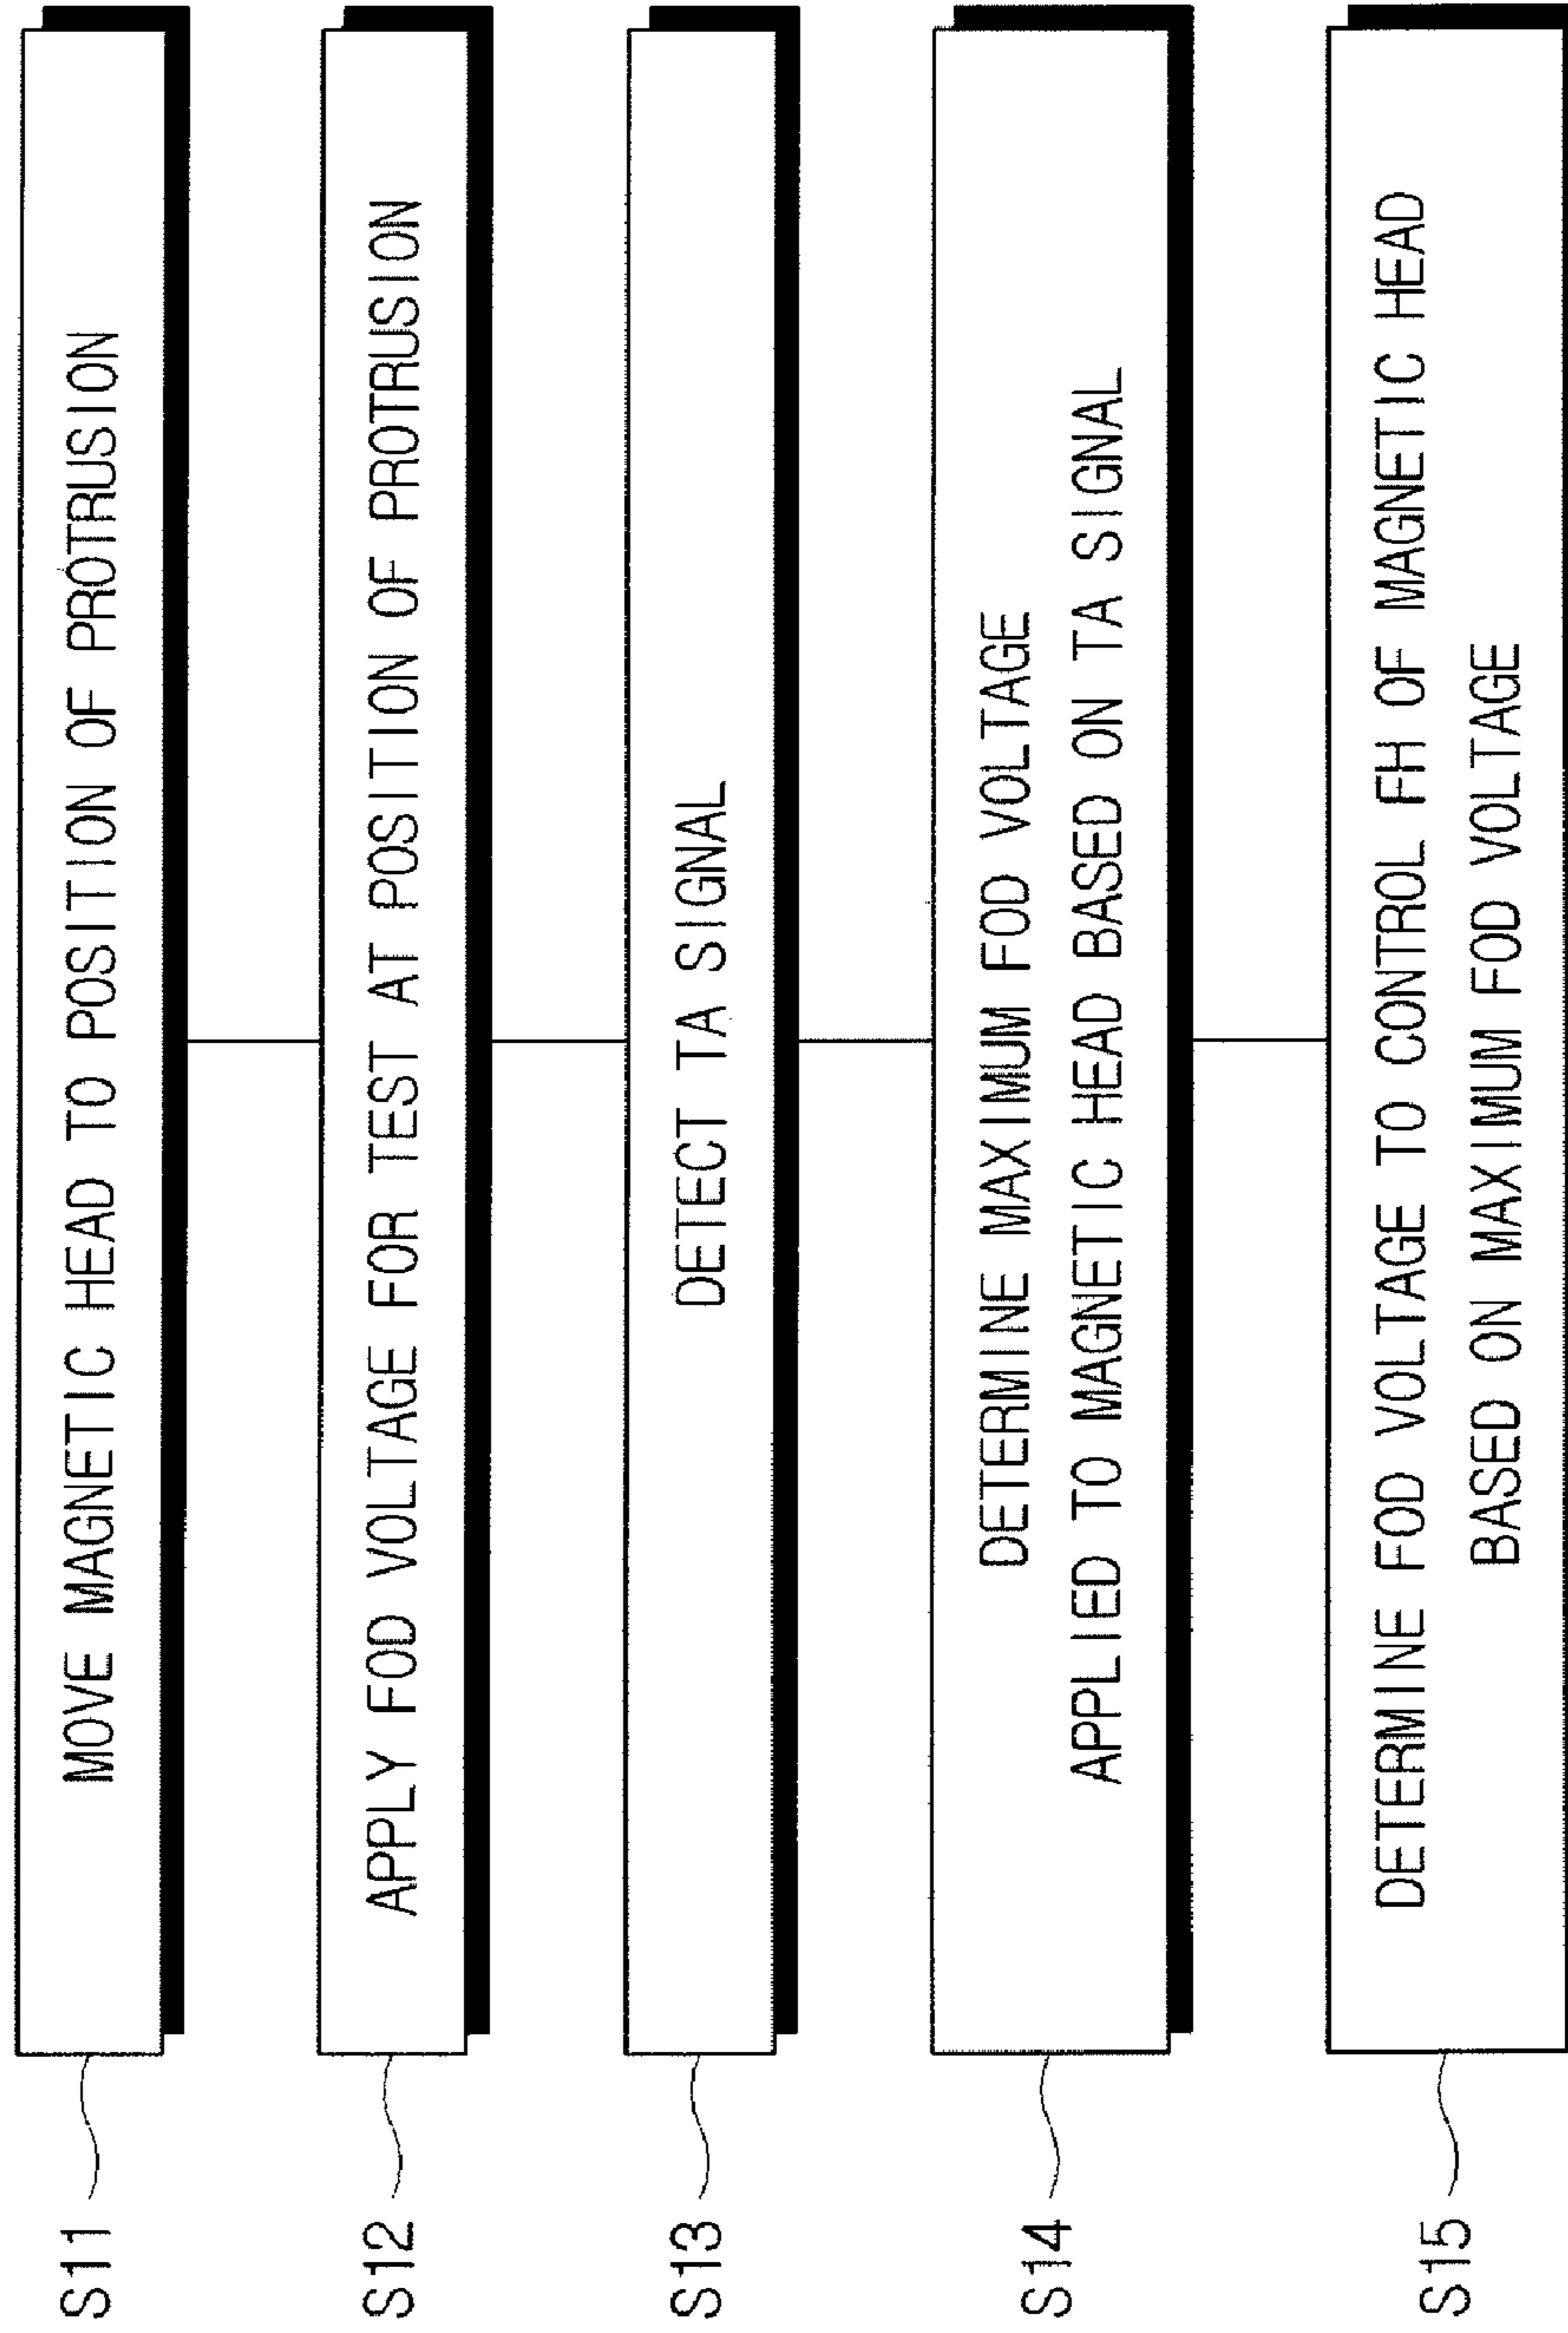 S11
MOVE MAGNETIC HEAD TO POSITION OF PROTRUSION
S12
APPLY FOD VOLTAGE FOR TEST AT POSITION OF PROTRUSION
S13
DETECT TA SIGNAL
S14
DETERMINE MAXIMUM FOD VOLTAGE
APPLIED TO MAGNETIC HEAD BASED ON TA SIGNAL
S15
DETERMINE FOD VOLTAGE TO CONTROL FH OF MAGNETIC HEAD
BASED ON MAXIMUM FOD VOLTAGE